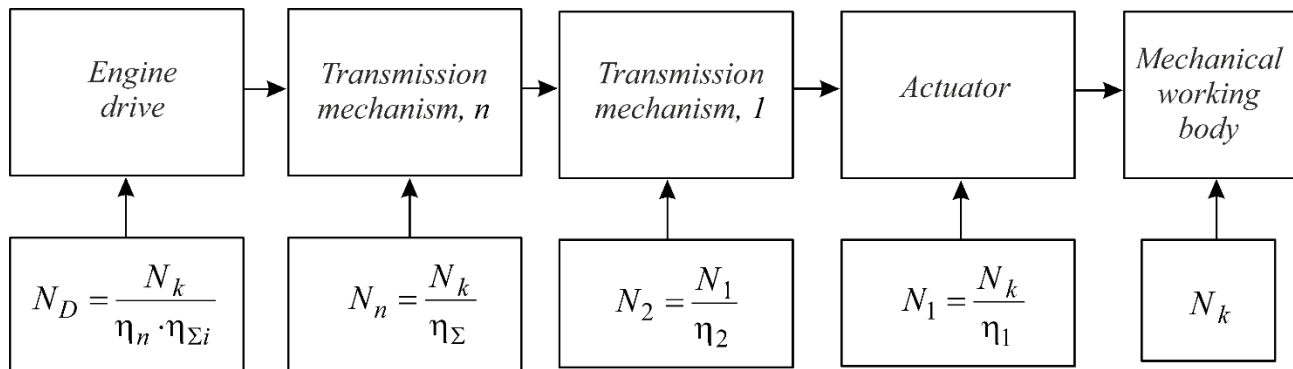 Engine
drive
Transmission
mechanism, n
Transmission
mechanism, 1
Actuator
Mechanical
working
body
N_D = N_k / (η_n · η_Σi)
N_n = N_k / η_Σ
N_2 = N_1 / η_2
N_1 = N_k / η_1
N_k